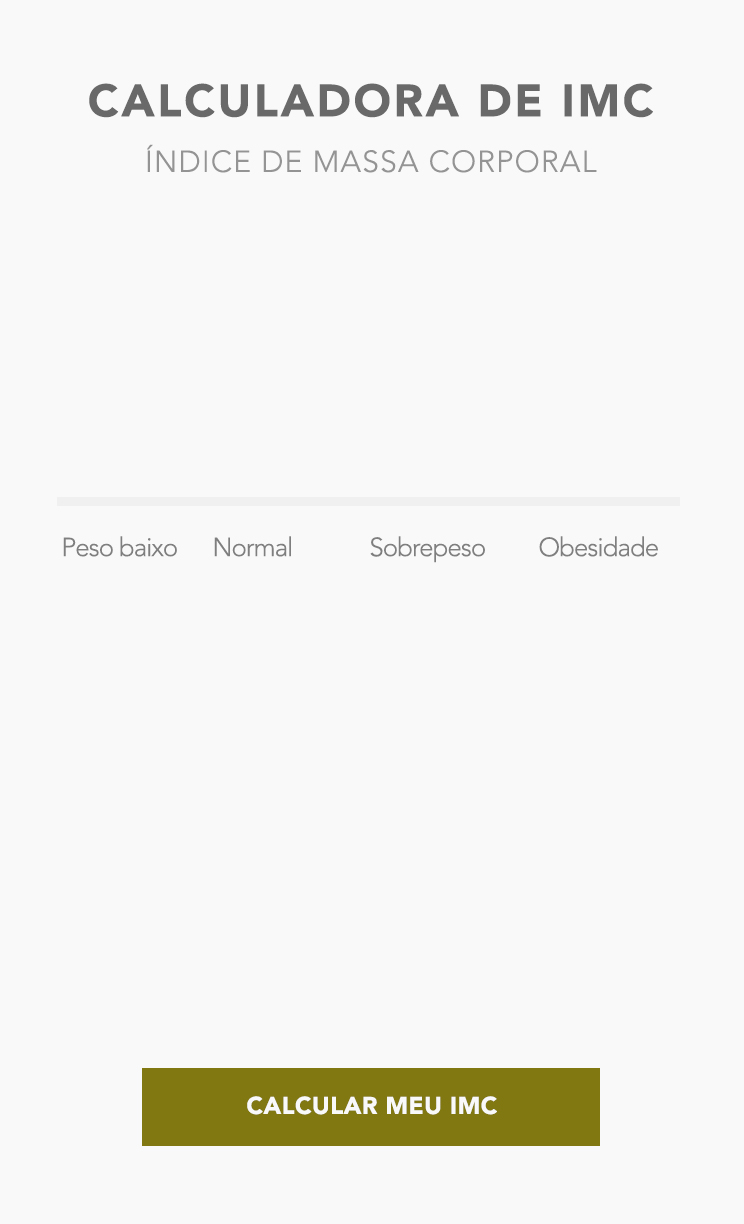 CALCULADORA DE IMC
ÍNDICE DE MASSA CORPORAL
Peso baixo Normal Sobrepeso Obesidade
CALCULAR MEU IMC